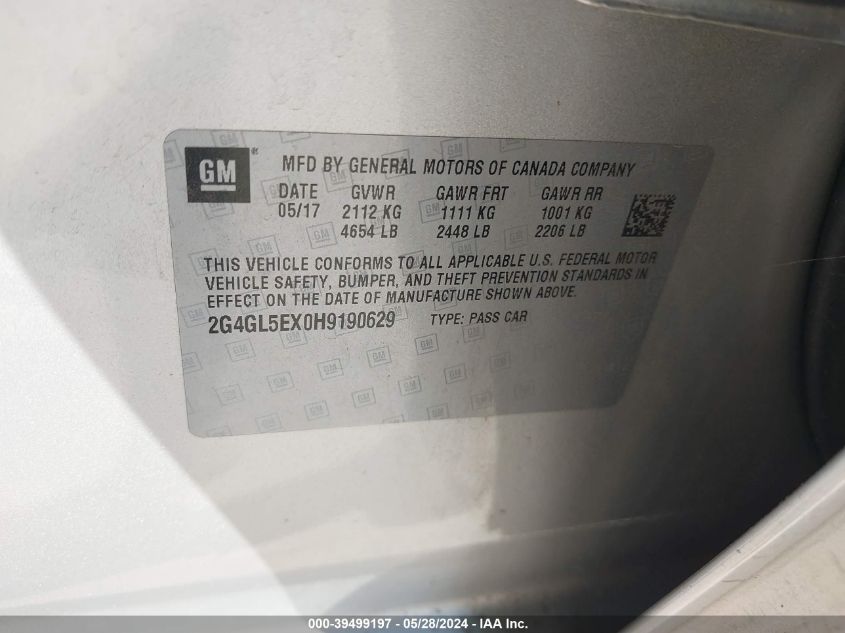 GM ® MFD BY GENERAL MOTORS OF CANADA COMPANY
DATE GVWR GAWR FRT GAWR RR
05/17 2112 KG 1111 KG 1001 KG
4654 LB 2448 LB 2206 LB
THIS VEHICLE CONFORMS TO ALL APPLICABLE U.S. FEDERAL MOTOR
VEHICLE SAFETY, BUMPER, AND THEFT PREVENTION STANDARDS IN
EFFECT ON THE DATE OF MANUFACTURE SHOWN ABOVE.
2G4GL5EX0H9190629 TYPE: PASS CAR
000-39499197 - 05/28/2024 - IAA Inc.